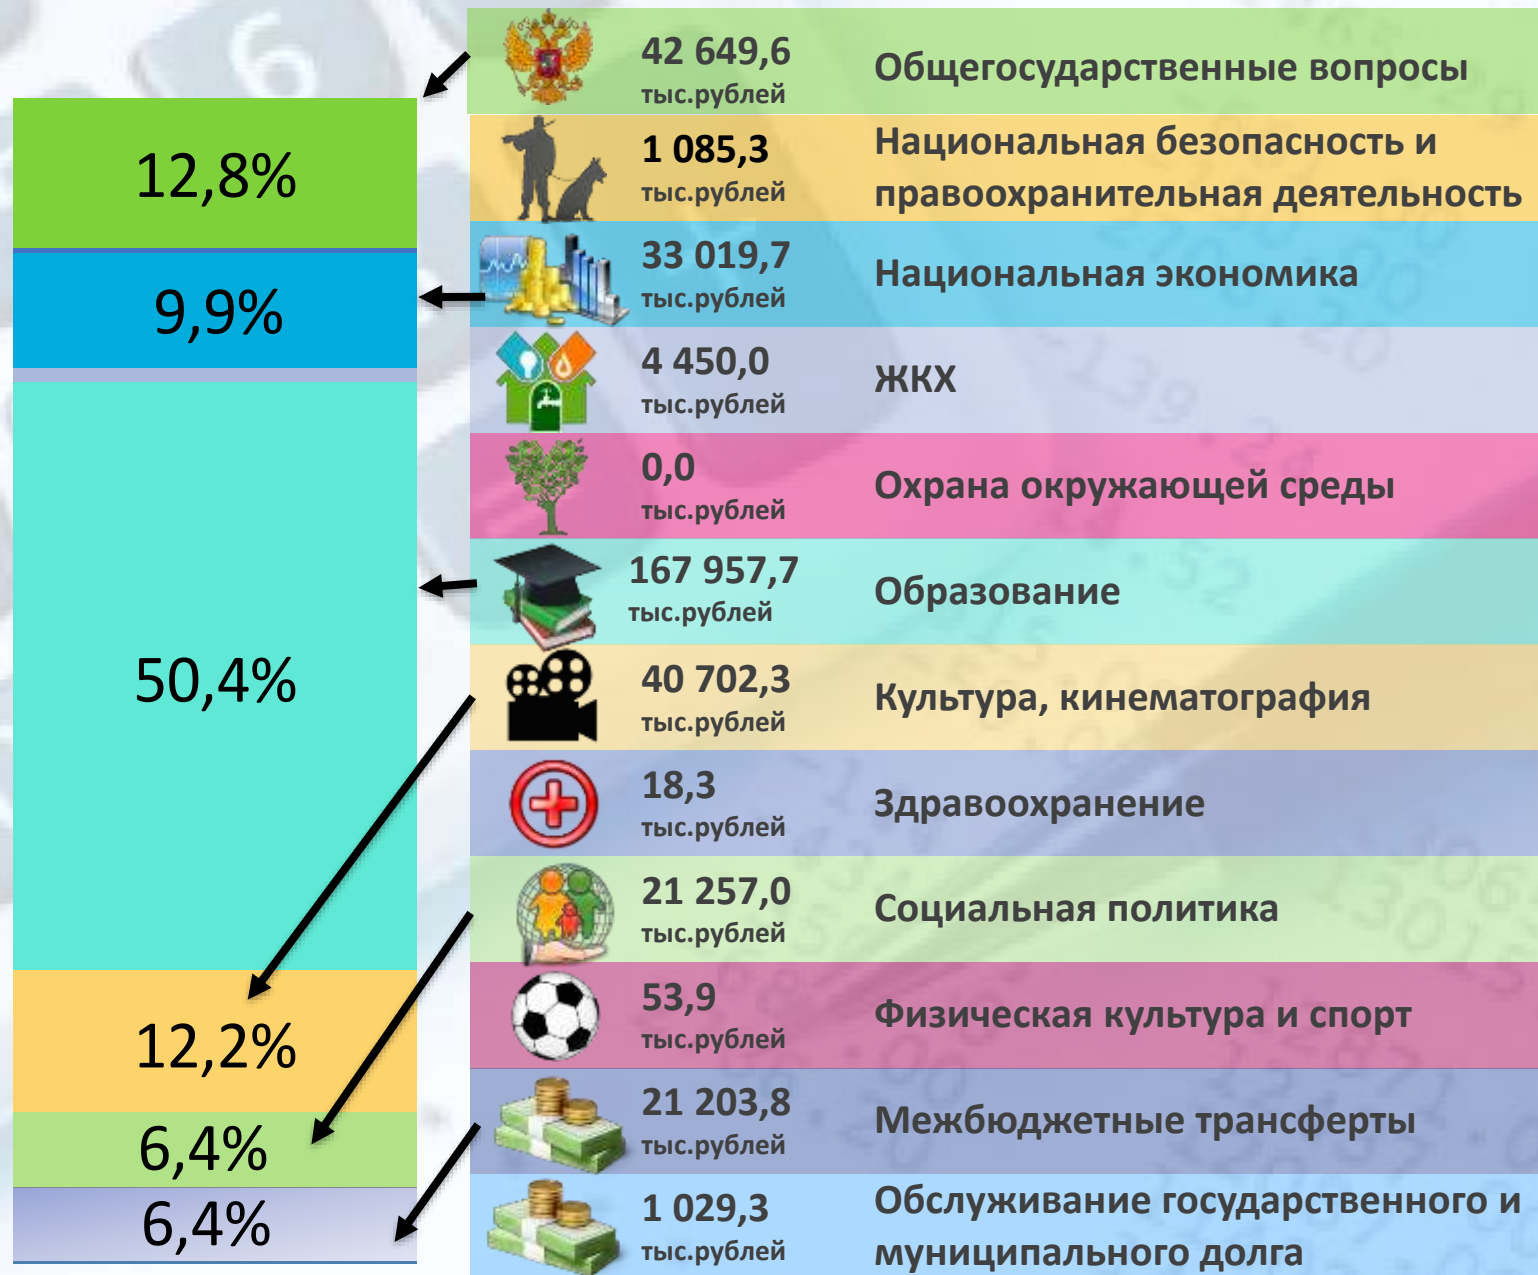 12,8%
9,9%
50,4%
12,2%
6,4%
6,4%
42 649,6
тыс.рублей
Общегосударственные вопросы
1 085,3
тыс.рублей
Национальная безопасность и
правоохранительная деятельность
33 019,7
тыс.рублей
Национальная экономика
4 450,0
тыс.рублей
ЖКХ
0,0
тыс.рублей
Охрана окружающей среды
167 957,7
тыс.рублей
Образование
40 702,3
тыс.рублей
Культура, кинематография
18,3
тыс.рублей
Здравоохранение
21 257,0
тыс.рублей
Социальная политика
53,9
тыс.рублей
Физическая культура и спорт
21 203,8
тыс.рублей
Межбюджетные трансферты
1 029,3
тыс.рублей
Обслуживание государственного и
муниципального долга